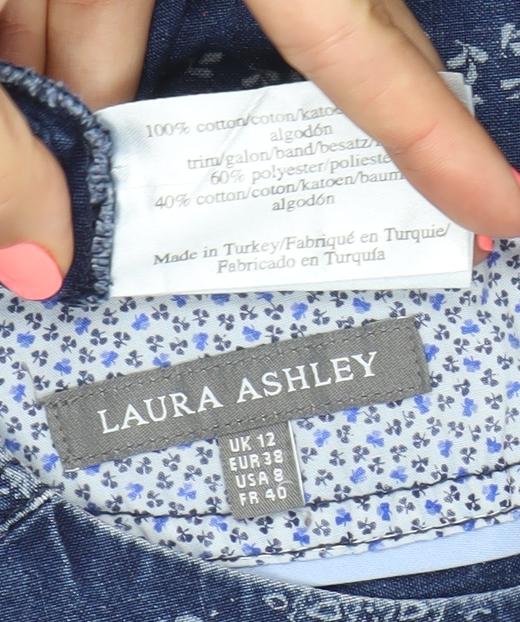 100% cotton/coton/katoe
algodón
trim/galon/band/besatz/
60% polyester/polieste
40% cotton/coton/katoen/baum
algodón
Made in Turkey/Fabriqué en Turquie/
Fabricado en Turquía
LAURA ASHLEY
UK 12
EUR 38
USA 8
FR 40